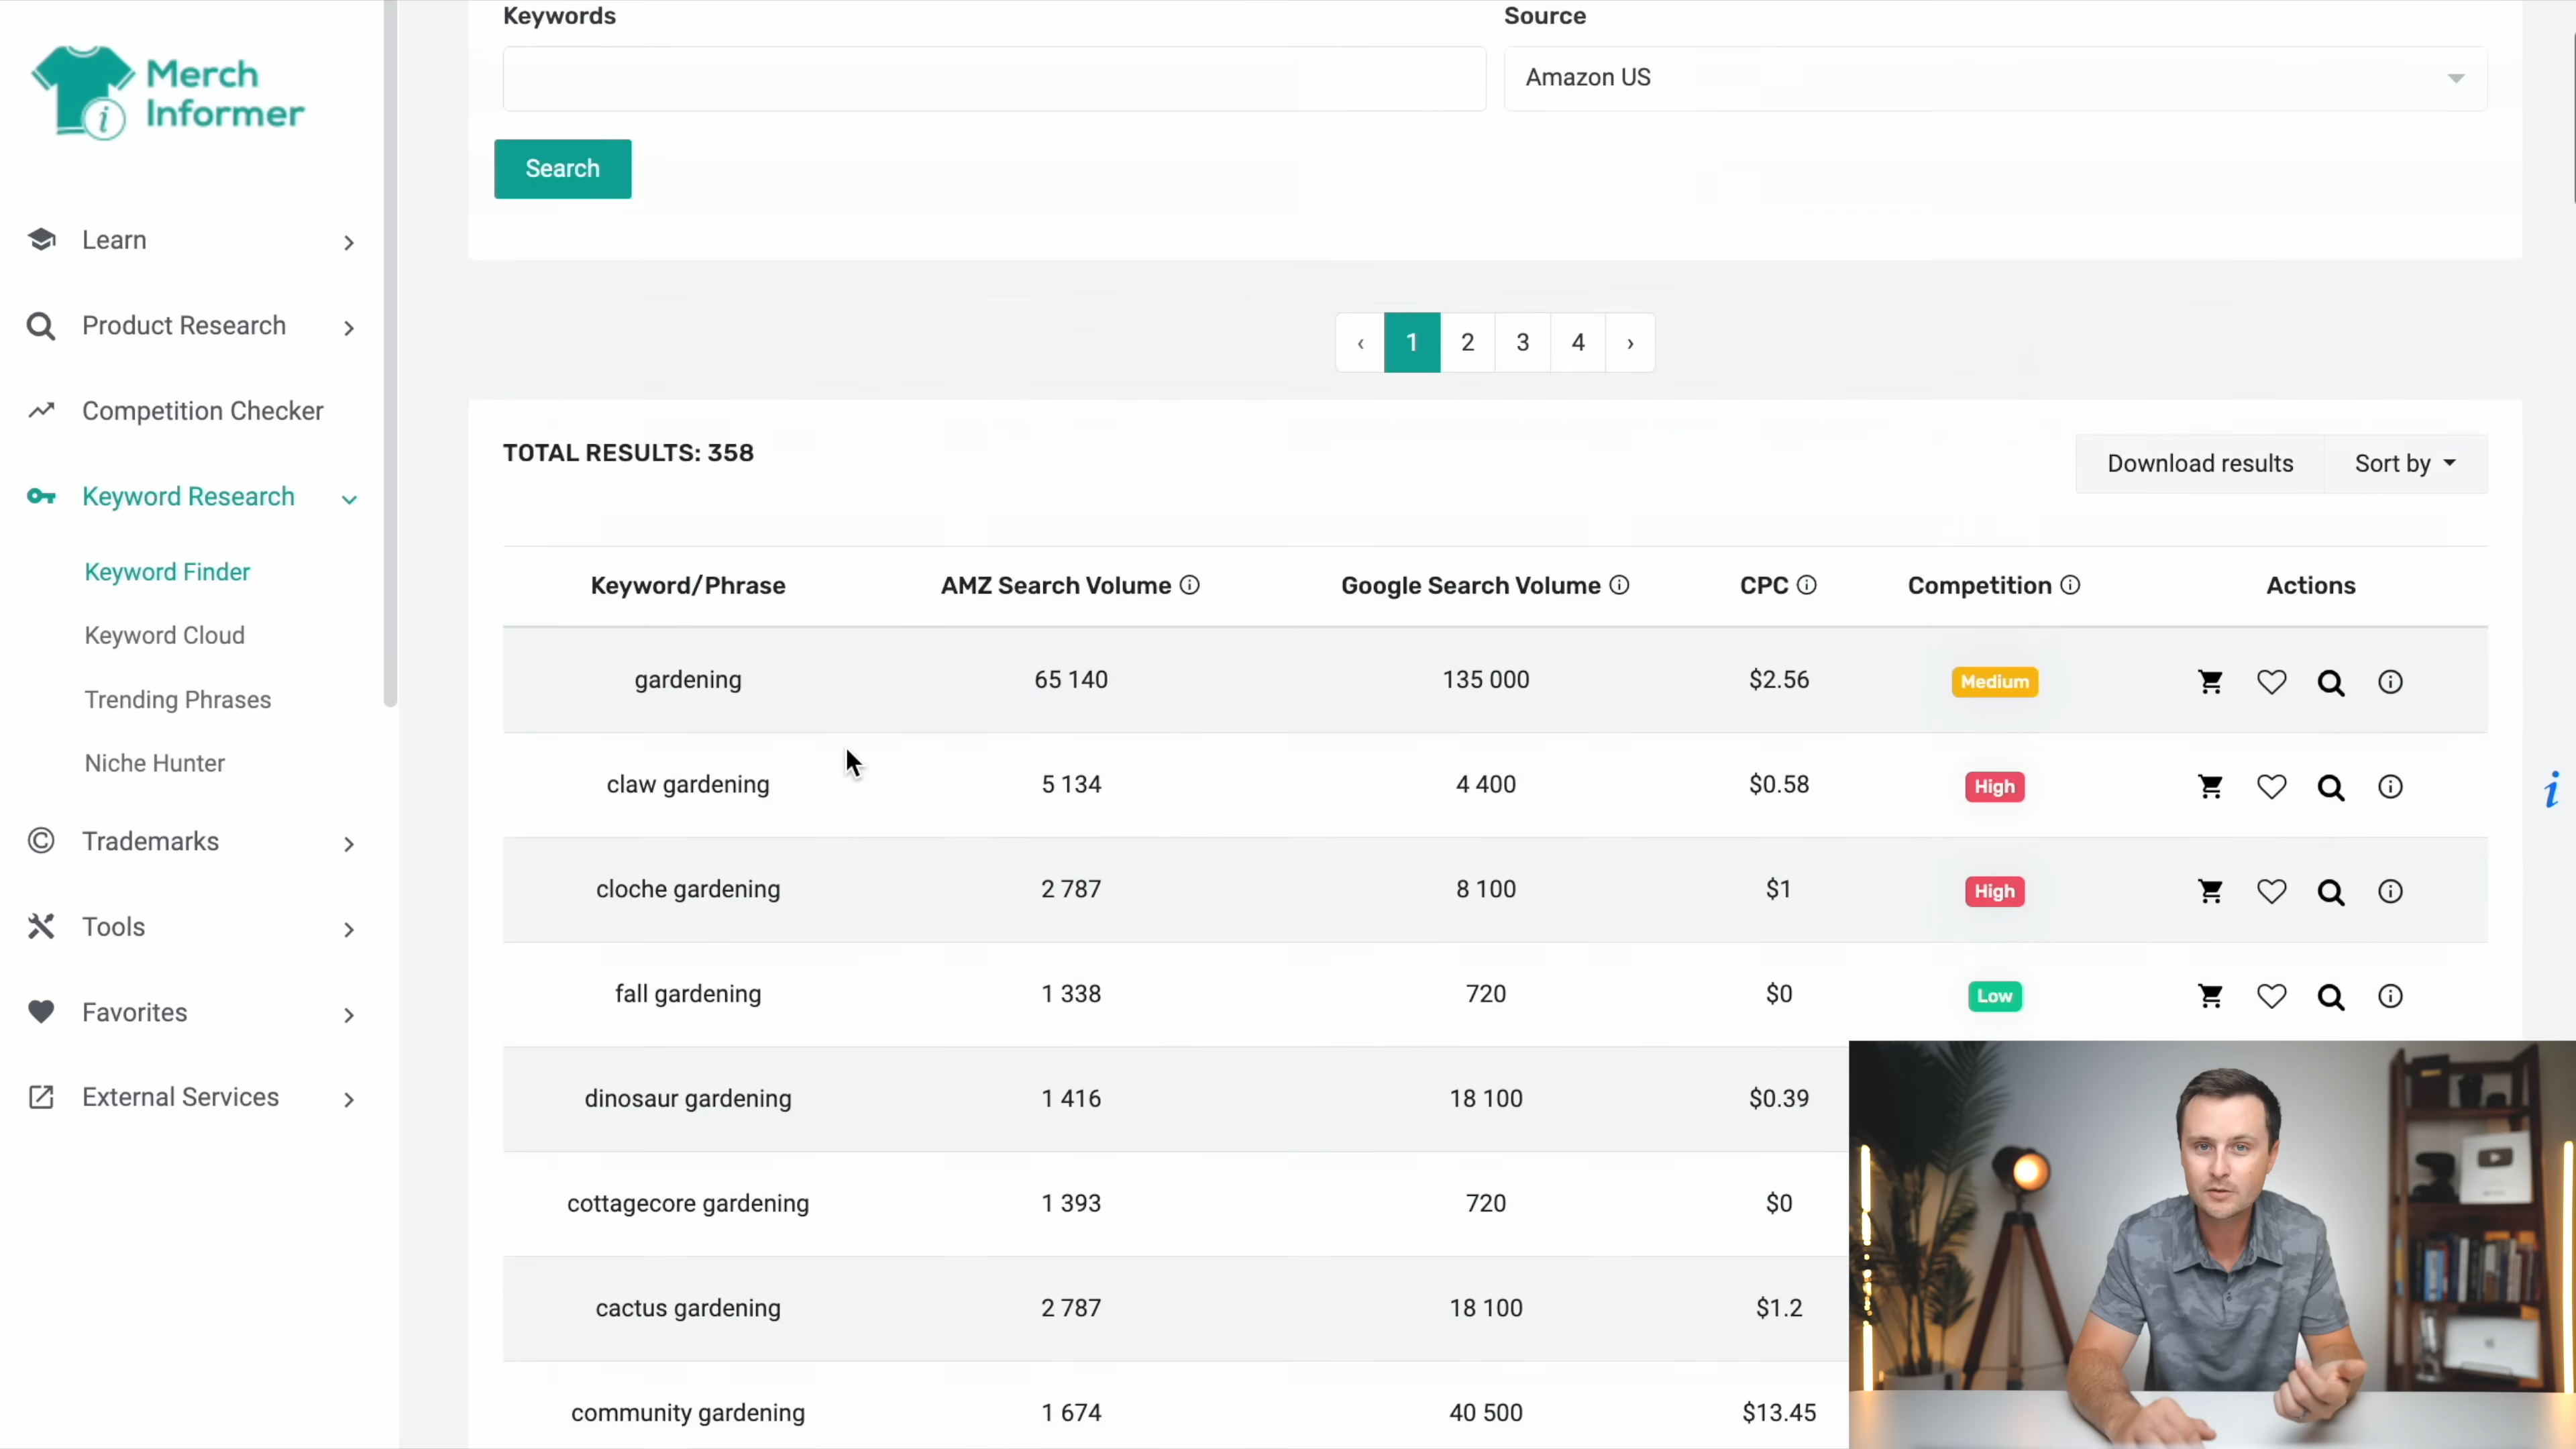 Keywords
Source
Merch
Informer
Amazon US
Search
Learn
Product Research
Competition Checker
Keyword Research
Keyword Finder
Keyword Cloud
Trending Phrases
Niche Hunter
Trademarks
Tools
Favorites
External Services
‹ 1 2 3 4 ›
TOTAL RESULTS: 358
Download results
Sort by
Keyword/Phrase AMZ Search Volume Google Search Volume CPC Competition Actions
gardening 65 140 135 000 $2.56 Medium
claw gardening 5 134 4 400 $0.58 High
cloche gardening 2 787 8 100 $1 High
fall gardening 1 338 720 $0 Low
dinosaur gardening 1 416 18 100 $0.39
cottagecore gardening 1 393 720 $0
cactus gardening 2 787 18 100 $1.2
community gardening 1 674 40 500 $13.45